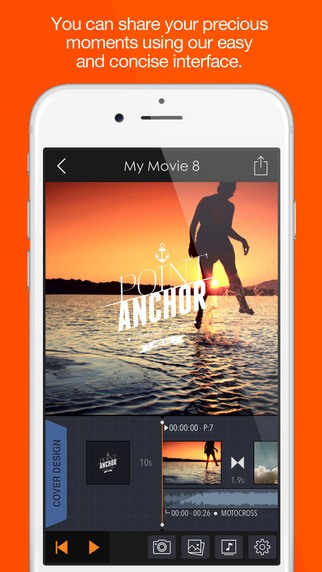 You can share your precious
moments using our easy
and concise interface.
My Movie 8
POINT
ANCHOR
00:00:00 - P:7
COVER DESIGN
ANCHOR
10s
1.9s
00:00 - 00:26 ● MOTOCROSS